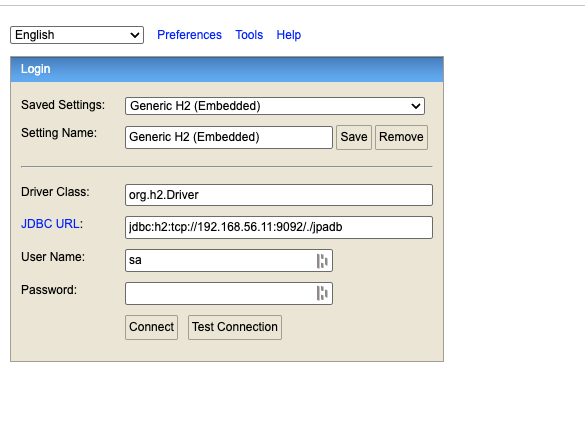 English Preferences Tools Help
Login
Saved Settings: Generic H2 (Embedded)
Setting Name: Generic H2 (Embedded) Save Remove
Driver Class: org.h2.Driver
JDBC URL: jdbc:h2:tcp://192.168.56.11:9092/./jpadb
User Name: sa
Password:
Connect Test Connection